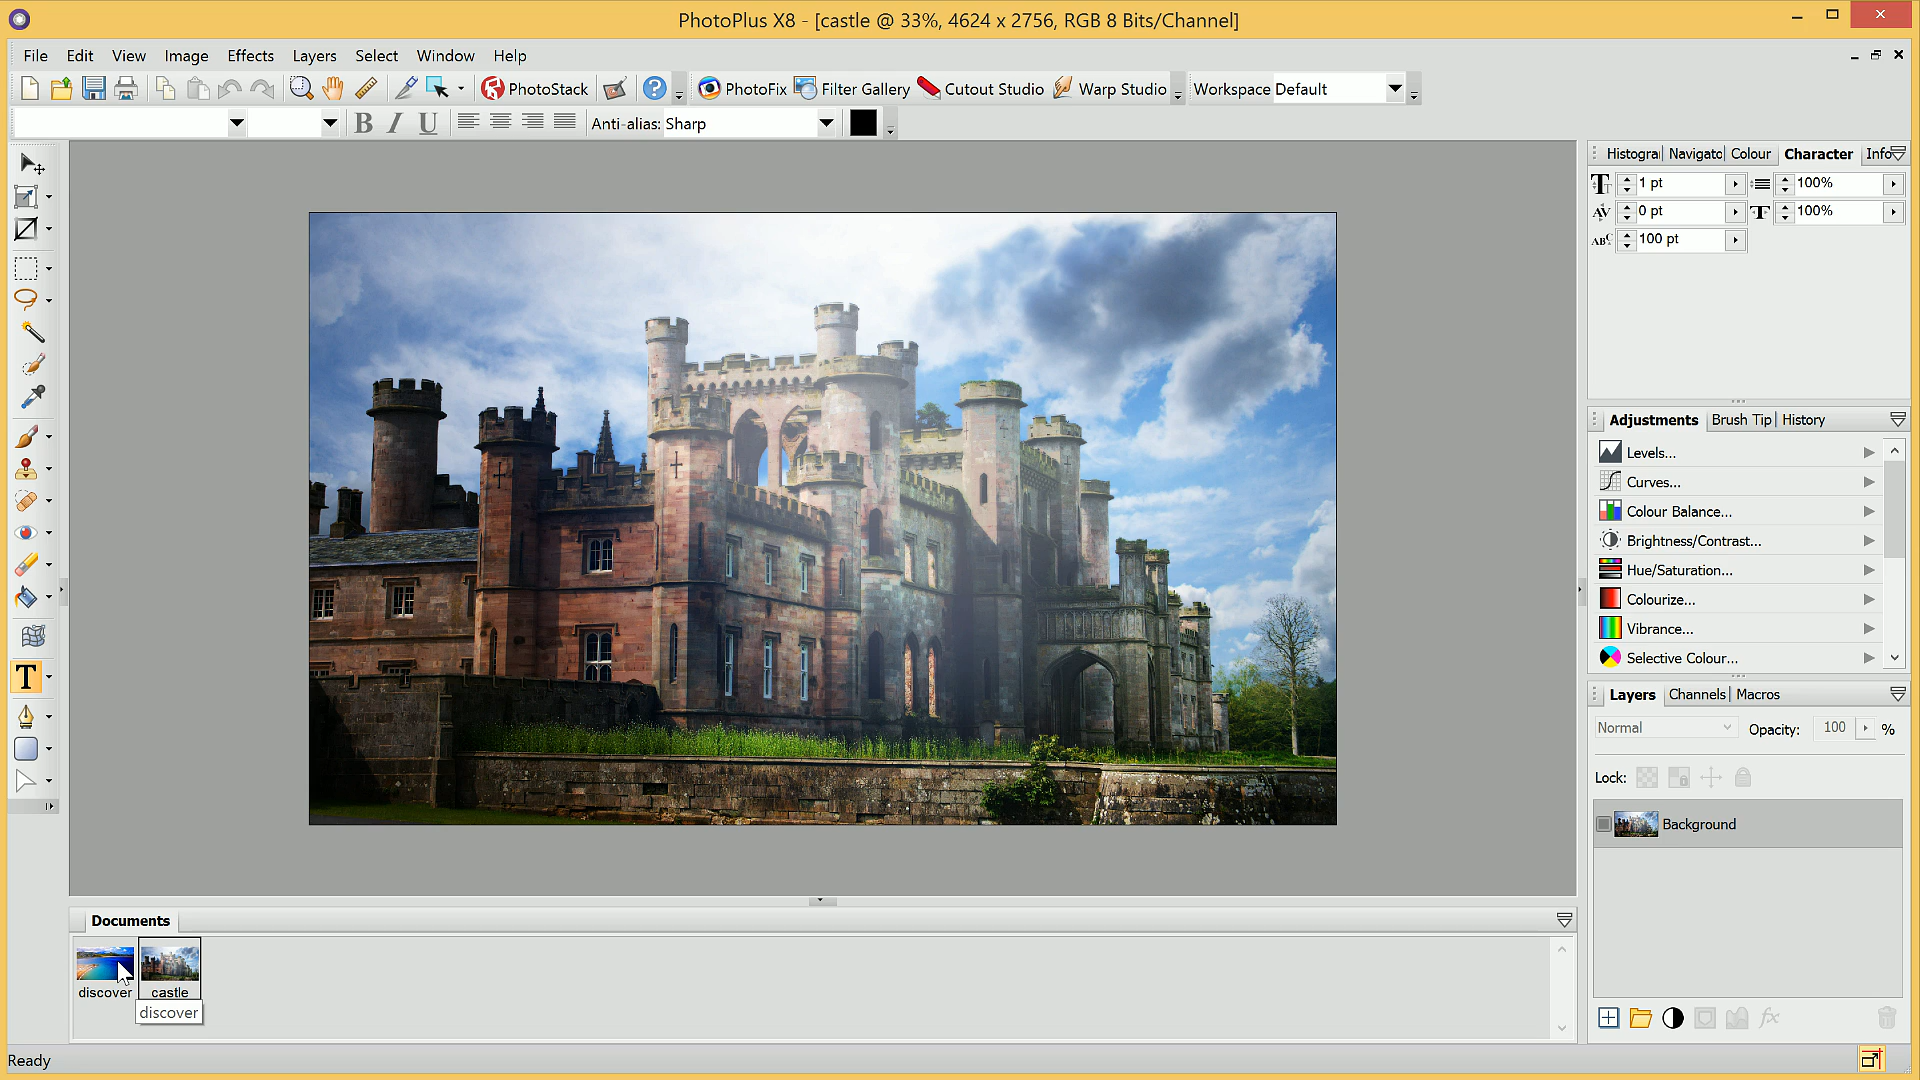 PhotoPlus X8 - [castle @ 33%, 4624 x 2756, RGB 8 Bits/Channel]
File Edit View Image Effects Layers Select Window Help
PhotoStack PhotoFix Filter Gallery Cutout Studio Warp Studio Workspace Default
B I U Anti-alias: Sharp
Histogra Navigato Colour Character Info
1 pt 100%
0 pt 100%
100 pt
Adjustments Brush Tip History
Levels...
Curves...
Colour Balance...
Brightness/Contrast...
Hue/Saturation...
Colourize...
Vibrance...
Selective Colour...
Layers Channels Macros
Normal Opacity: 100 %
Lock:
Background
Documents
discover castle
discover
Ready